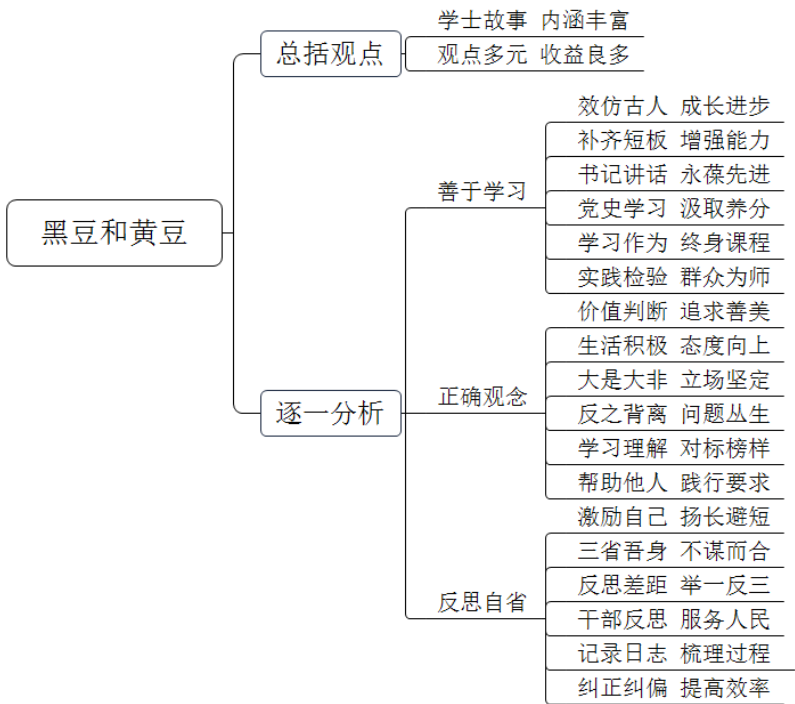 黑豆和黄豆
总括观点
学士故事 内涵丰富
观点多元 收益良多
逐一分析
善于学习
效仿古人 成长进步
补齐短板 增强能力
书记讲话 永葆先进
党史学习 汲取养分
学习作为 终身课程
实践检验 群众为师
正确观念
价值判断 追求善美
生活积极 态度向上
大是大非 立场坚定
反之背离 问题丛生
学习理解 对标榜样
帮助他人 践行要求
反思自省
激励自己 扬长避短
三省吾身 不谋而合
反思差距 举一反三
干部反思 服务人民
记录日志 梳理过程
纠正纠偏 提高效率